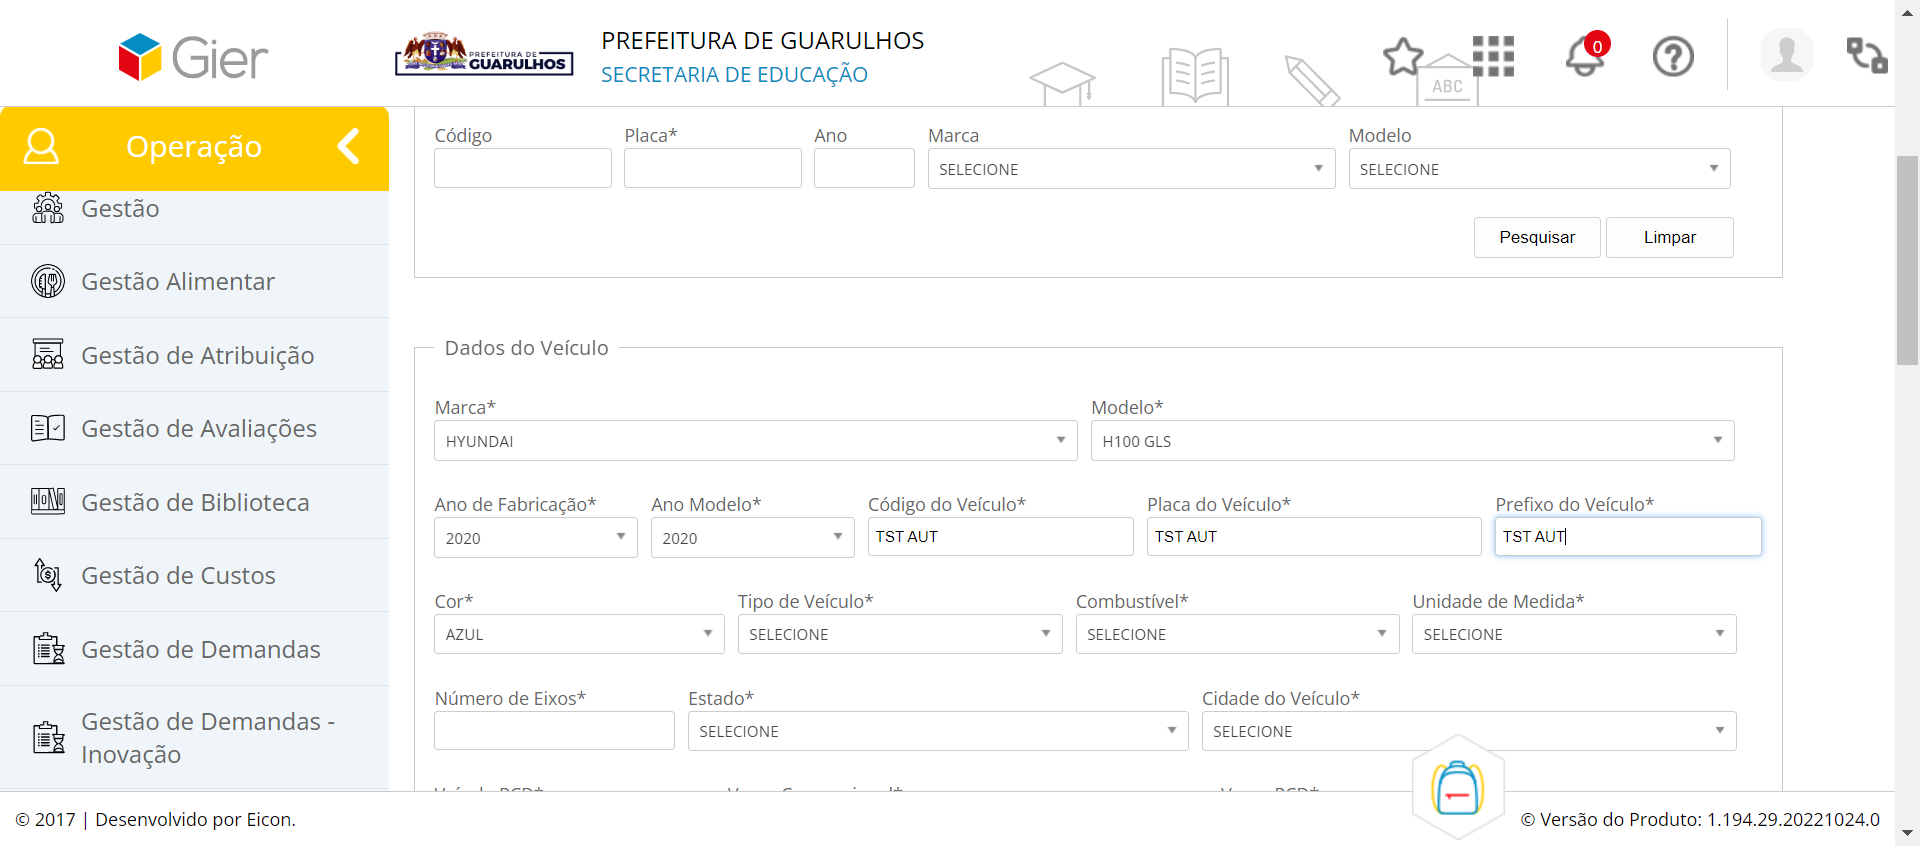 Gier
PREFEITURA DE
GUARULHOS
PREFEITURA DE GUARULHOS
SECRETARIA DE EDUCAÇÃO
ABC
0
Operação
Gestão
Gestão Alimentar
Gestão de Atribuição
Gestão de Avaliações
Gestão de Biblioteca
Gestão de Custos
Gestão de Demandas
Gestão de Demandas -
Inovação
Código Placa* Ano Marca Modelo
SELECIONE SELECIONE
Pesquisar Limpar
Dados do Veículo
Marca* Modelo*
HYUNDAI H100 GLS
Ano de Fabricação* Ano Modelo* Código do Veículo* Placa do Veículo* Prefixo do Veículo*
2020 2020 TST AUT TST AUT TST AUT
Cor* Tipo de Veículo* Combustível* Unidade de Medida*
AZUL SELECIONE SELECIONE SELECIONE
Número de Eixos* Estado* Cidade do Veículo*
SELECIONE SELECIONE
© 2017 | Desenvolvido por Eicon. © Versão do Produto: 1.194.29.20221024.0